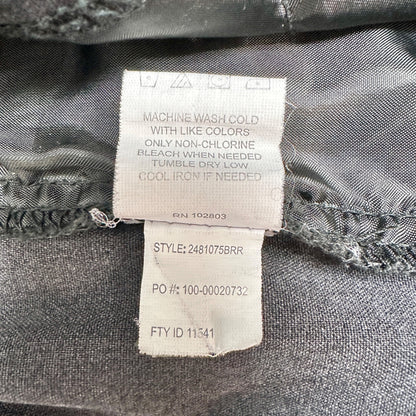 MACHINE WASH COLD
WITH LIKE COLORS
ONLY NON-CHLORINE
BLEACH WHEN NEEDED
TUMBLE DRY LOW
COOL IRON IF NEEDED
RN 102803
STYLE: 2481075BRR
PO #: 100-00020732
FTY ID 11541